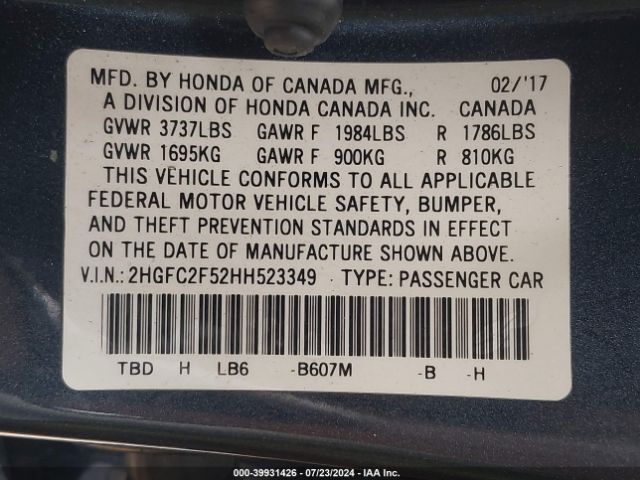 MFD. BY HONDA OF CANADA MFG., 02/'17
A DIVISION OF HONDA CANADA INC. CANADA
GVWR 3737LBS GAWR F 1984LBS R 1786LBS
GVWR 1695KG GAWR F 900KG R 810KG
THIS VEHICLE CONFORMS TO ALL APPLICABLE
FEDERAL MOTOR VEHICLE SAFETY, BUMPER,
AND THEFT PREVENTION STANDARDS IN EFFECT
ON THE DATE OF MANUFACTURE SHOWN ABOVE.
V.I.N.: 2HGFC2F52HH523349 TYPE: PASSENGER CAR
TBD H LB6 -B607M -B -H
000-39931426 - 07/23/2024 - IAA Inc.